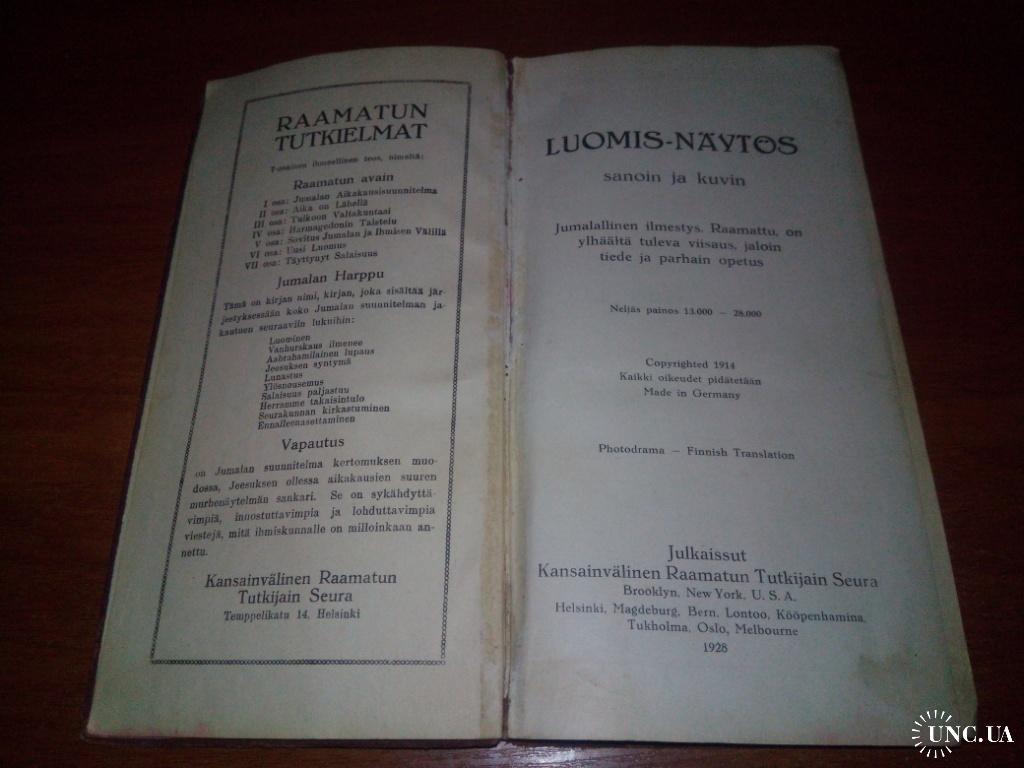 RAAMATUN
TUTKIELMAT
ihmeellinen teos, nimeltä:
Raamatun avain
I osa: Jumalan Aikakausisuunnitelma
II osa: Aika on Lähellä
III osa: Tulkoon Valtakuntasi
IV osa: Harmagedonin Taistelu
V osa: Sovitus Jumalan ja Ihmisen Välillä
VI osa: Uusi Luomus
VII osa: Täyttynyt Salaisuus
Jumalan Harppu
Tämä on kirjan nimi, kirjan, joka sisältää jär-
jestyksessään koko Jumalan suunnitelman ja-
kautuen seuraaviin lukuihin:
Luominen
Vanhurskaus ilmenee
Aabrahamilainen lupaus
Jeesuksen syntymä
Lunastus
Ylösnousemus
Salaisuus paljastuu
Herramme takaisintulo
Seurakunnan kirkastuminen
Ennalleenasettaminen
Vapautus
on Jumalan suunnitelma kertomuksen muo-
dossa, Jeesuksen ollessa aikakausien suuren
murhenäytelmän sankari. Se on sykähdyttä-
vimpiä, innostuttavimpia ja lohduttavimpia
viestejä, mitä ihmiskunnalle on milloinkaan an-
nettu.
Kansainvälinen Raamatun
Tutkijain Seura
Temppelikatu 14, Helsinki
LUOMIS-NÄYTÖS
sanoin ja kuvin
Jumalallinen ilmestys, Raamattu, on
ylhäältä tuleva viisaus, jaloin
tiede ja parhain opetus
Neljäs painos 13.000 — 28.000
Copyrighted 1914
Kaikki oikeudet pidätetään
Made in Germany
Photodrama — Finnish Translation
Julkaissut
Kansainvälinen Raamatun Tutkijain Seura
Brooklyn, New York, U. S. A.
Helsinki, Magdeburg, Bern, Lontoo, Kööpenhamina,
Tukholma, Oslo, Melbourne
1928
UNC.UA